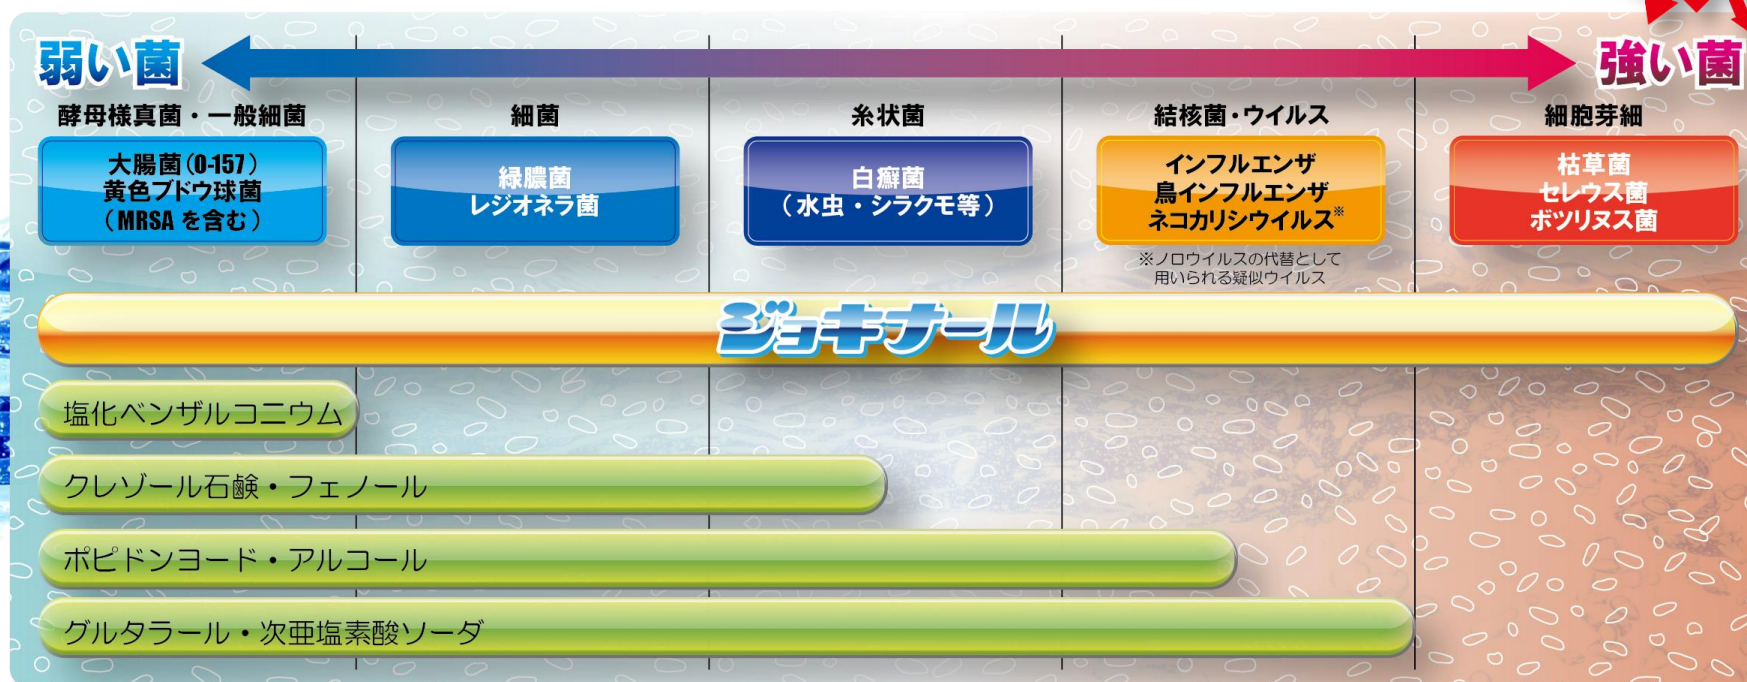 弱い菌
強い菌
酵母様真菌・一般細菌
細菌
糸状菌
結核菌・ウイルス
細胞芽細
大腸菌(O-157)
黄色ブドウ球菌
(MRSA を含む)
緑膿菌
レジオネラ菌
白癬菌
(水虫・シラクモ等)
インフルエンザ
鳥インフルエンザ
ネコカリシウイルス※
※ノロウイルスの代替として
用いられる疑似ウイルス
枯草菌
セレウス菌
ボツリヌス菌
ジョキナール
塩化ベンザルコニウム
クレゾール石鹸・フェノール
ポピドンヨード・アルコール
グルタラール・次亜塩素酸ソーダ